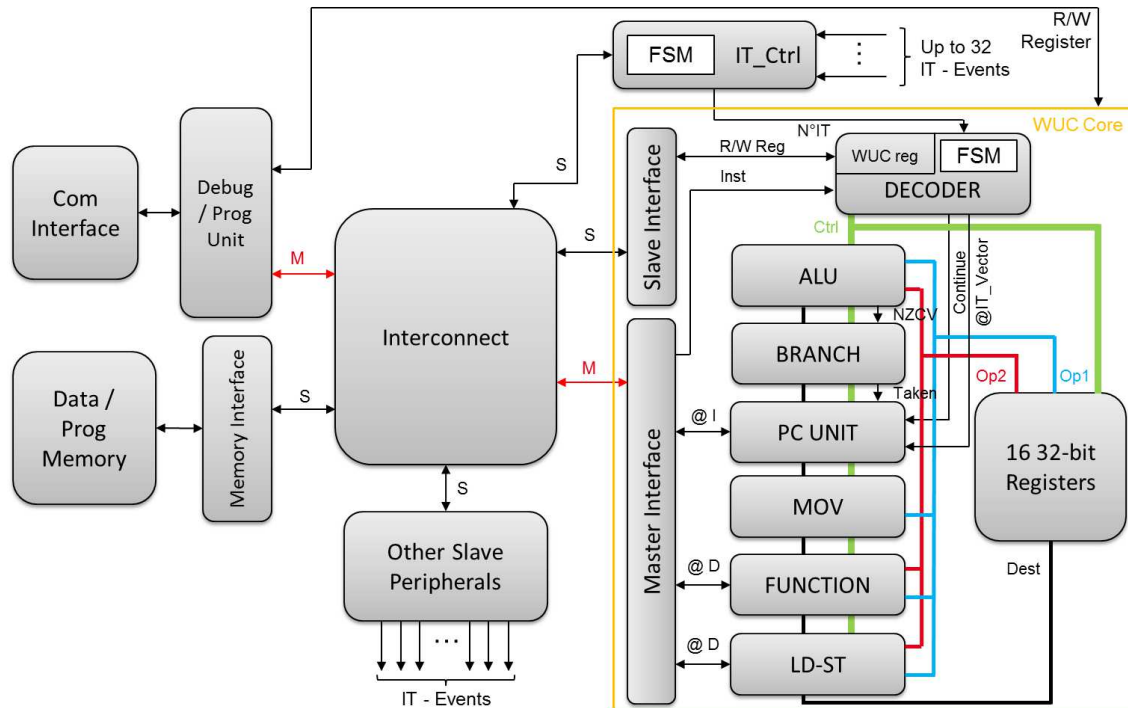 R/W
Register
FSM
IT_Ctrl
Up to 32
IT - Events
WUC Core
N°IT
S
R/W Reg
WUC reg
FSM
DECODER
Inst
Com
Interface
Debug
/ Prog
Unit
M
Slave Interface
S
Ctrl
Continue
@IT_Vector
ALU
NZCV
BRANCH
Taken
Interconnect
M
Op2
Op1
Data /
Prog
Memory
Memory Interface
S
@ I
PC UNIT
16 32-bit
Registers
S
MOV
Master Interface
Other Slave
Peripherals
@ D
FUNCTION
Dest
...
@ D
LD-ST
IT - Events